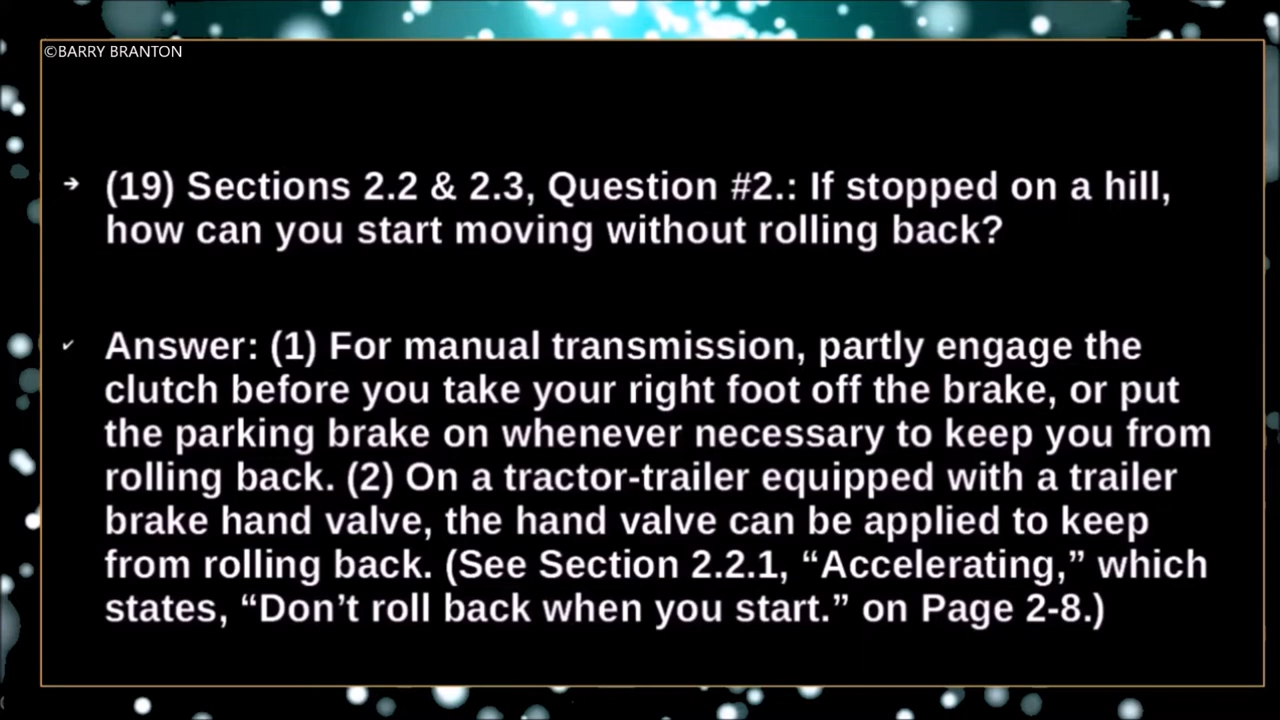 ©BARRY BRANTON
➔ (19) Sections 2.2 & 2.3, Question #2.: If stopped on a hill,
how can you start moving without rolling back?
✓ Answer: (1) For manual transmission, partly engage the
clutch before you take your right foot off the brake, or put
the parking brake on whenever necessary to keep you from
rolling back. (2) On a tractor-trailer equipped with a trailer
brake hand valve, the hand valve can be applied to keep
from rolling back. (See Section 2.2.1, “Accelerating,” which
states, “Don’t roll back when you start.” on Page 2-8.)